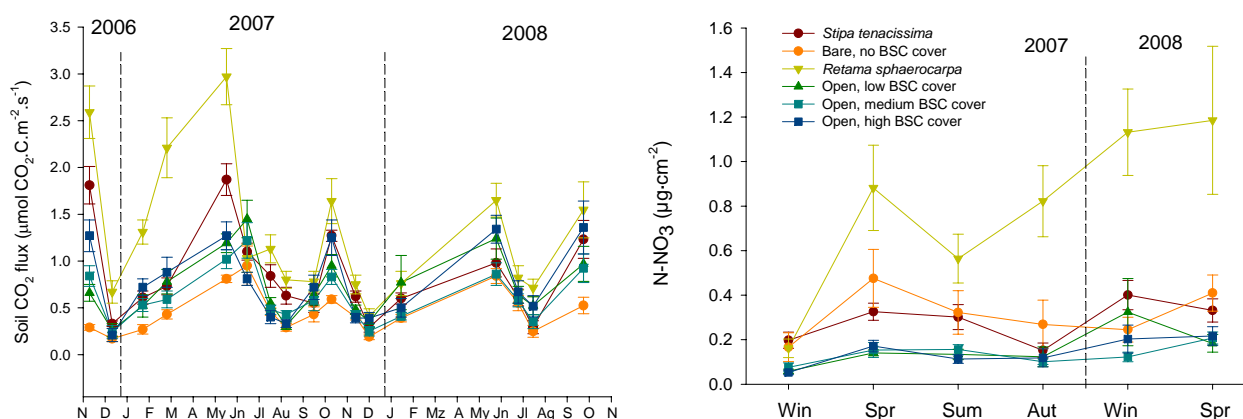 2006
2007
2008
Soil CO2 flux (µmol CO2·C.m-2.s-1)
3.5
3.0
2.5
2.0
1.5
1.0
0.5
0.0
N D J F M A My Jn Jl Au S O N D J F Mz Ap My Jn Jl Ag S O N
2007
2008
Stipa tenacissima
Bare, no BSC cover
Retama sphaerocarpa
Open, low BSC cover
Open, medium BSC cover
Open, high BSC cover
N-NO3 (µg·cm-2)
1.6
1.4
1.2
1.0
0.8
0.6
0.4
0.2
0.0
Win Spr Sum Aut Win Spr